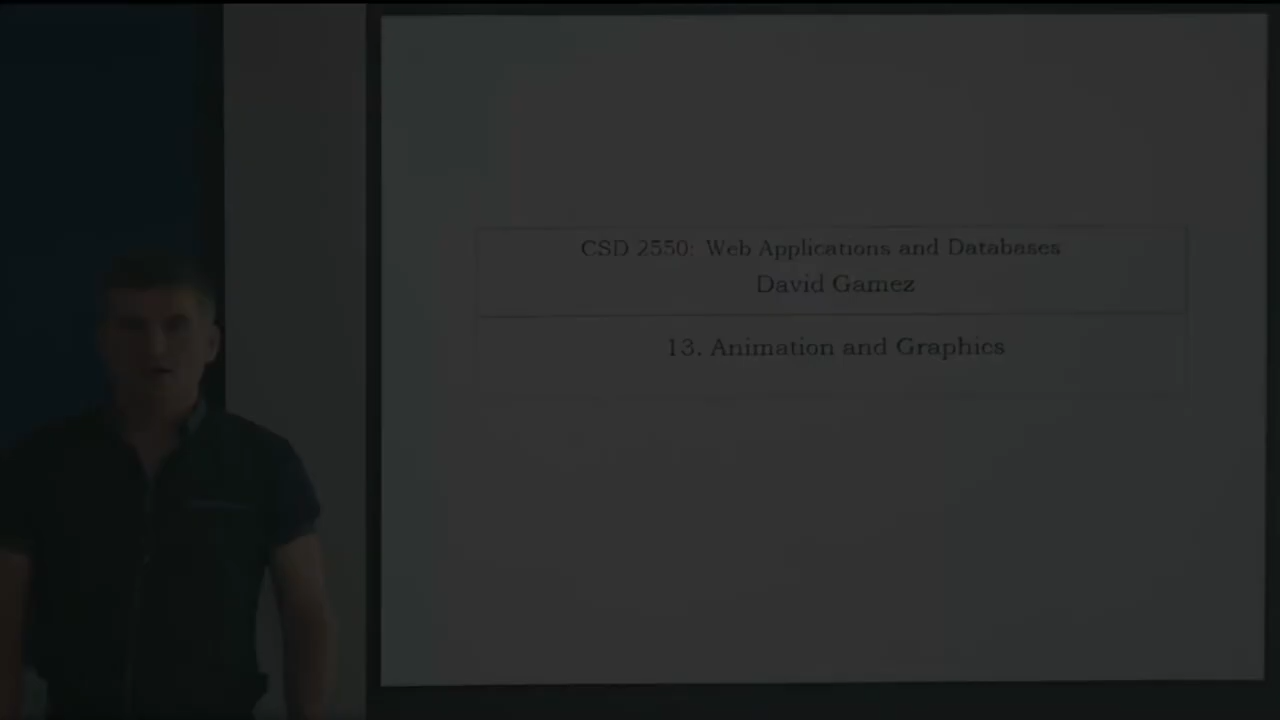 CSD 2550: Web Applications and Databases
David Gamez
13. Animation and Graphics